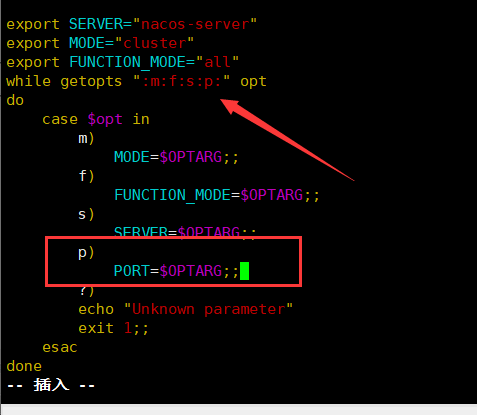 export SERVER="nacos-server"
export MODE="cluster"
export FUNCTION_MODE="all"
while getopts ":m:f:s:p:" opt
do
    case $opt in
        m)
            MODE=$OPTARG;;
        f)
            FUNCTION_MODE=$OPTARG;;
        s)
            SERVER=$OPTARG;;
        p)
            PORT=$OPTARG;;
        ?)
        echo "Unknown parameter"
        exit 1;;
    esac
done
-- 插入 --